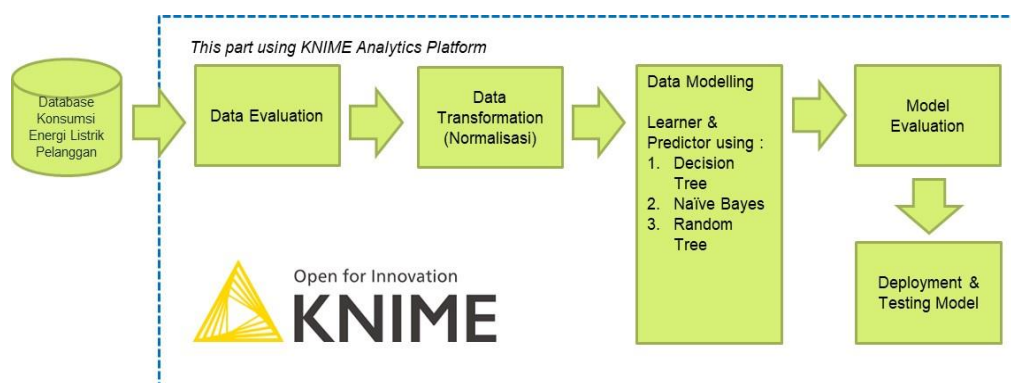 This part using KNIME Analytics Platform
Database
Konsumsi
Energi Listrik
Pelanggan
Data Evaluation
Data
Transformation
(Normalisasi)
Data Modelling
Learner &
Predictor using :
1. Decision
Tree
2. Naïve Bayes
3. Random
Tree
Model
Evaluation
Deployment &
Testing Model
Open for Innovation
KNIME